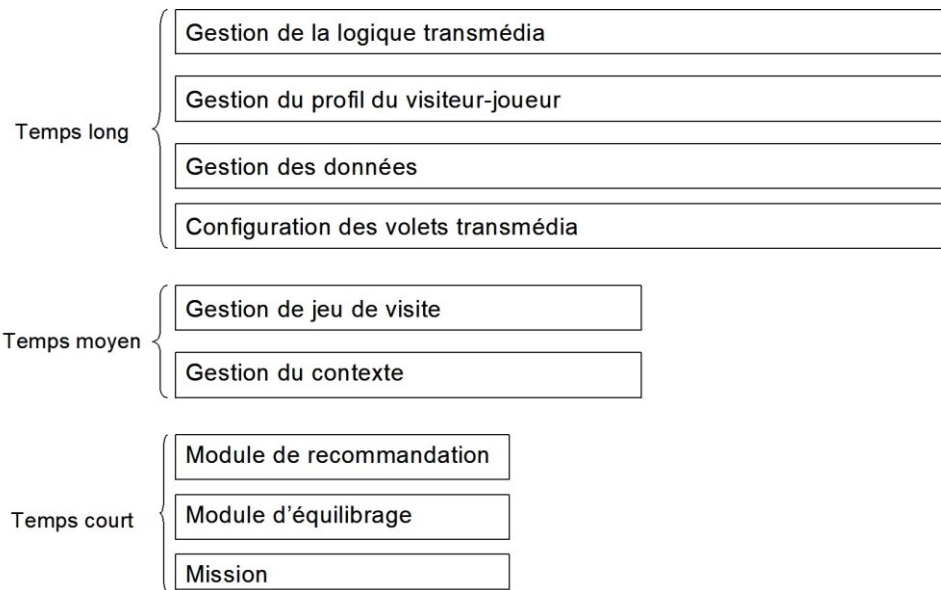 Temps long
Gestion de la logique transmédia
Gestion du profil du visiteur-joueur
Gestion des données
Configuration des volets transmédia
Temps moyen
Gestion de jeu de visite
Gestion du contexte
Temps court
Module de recommandation
Module d’équilibrage
Mission